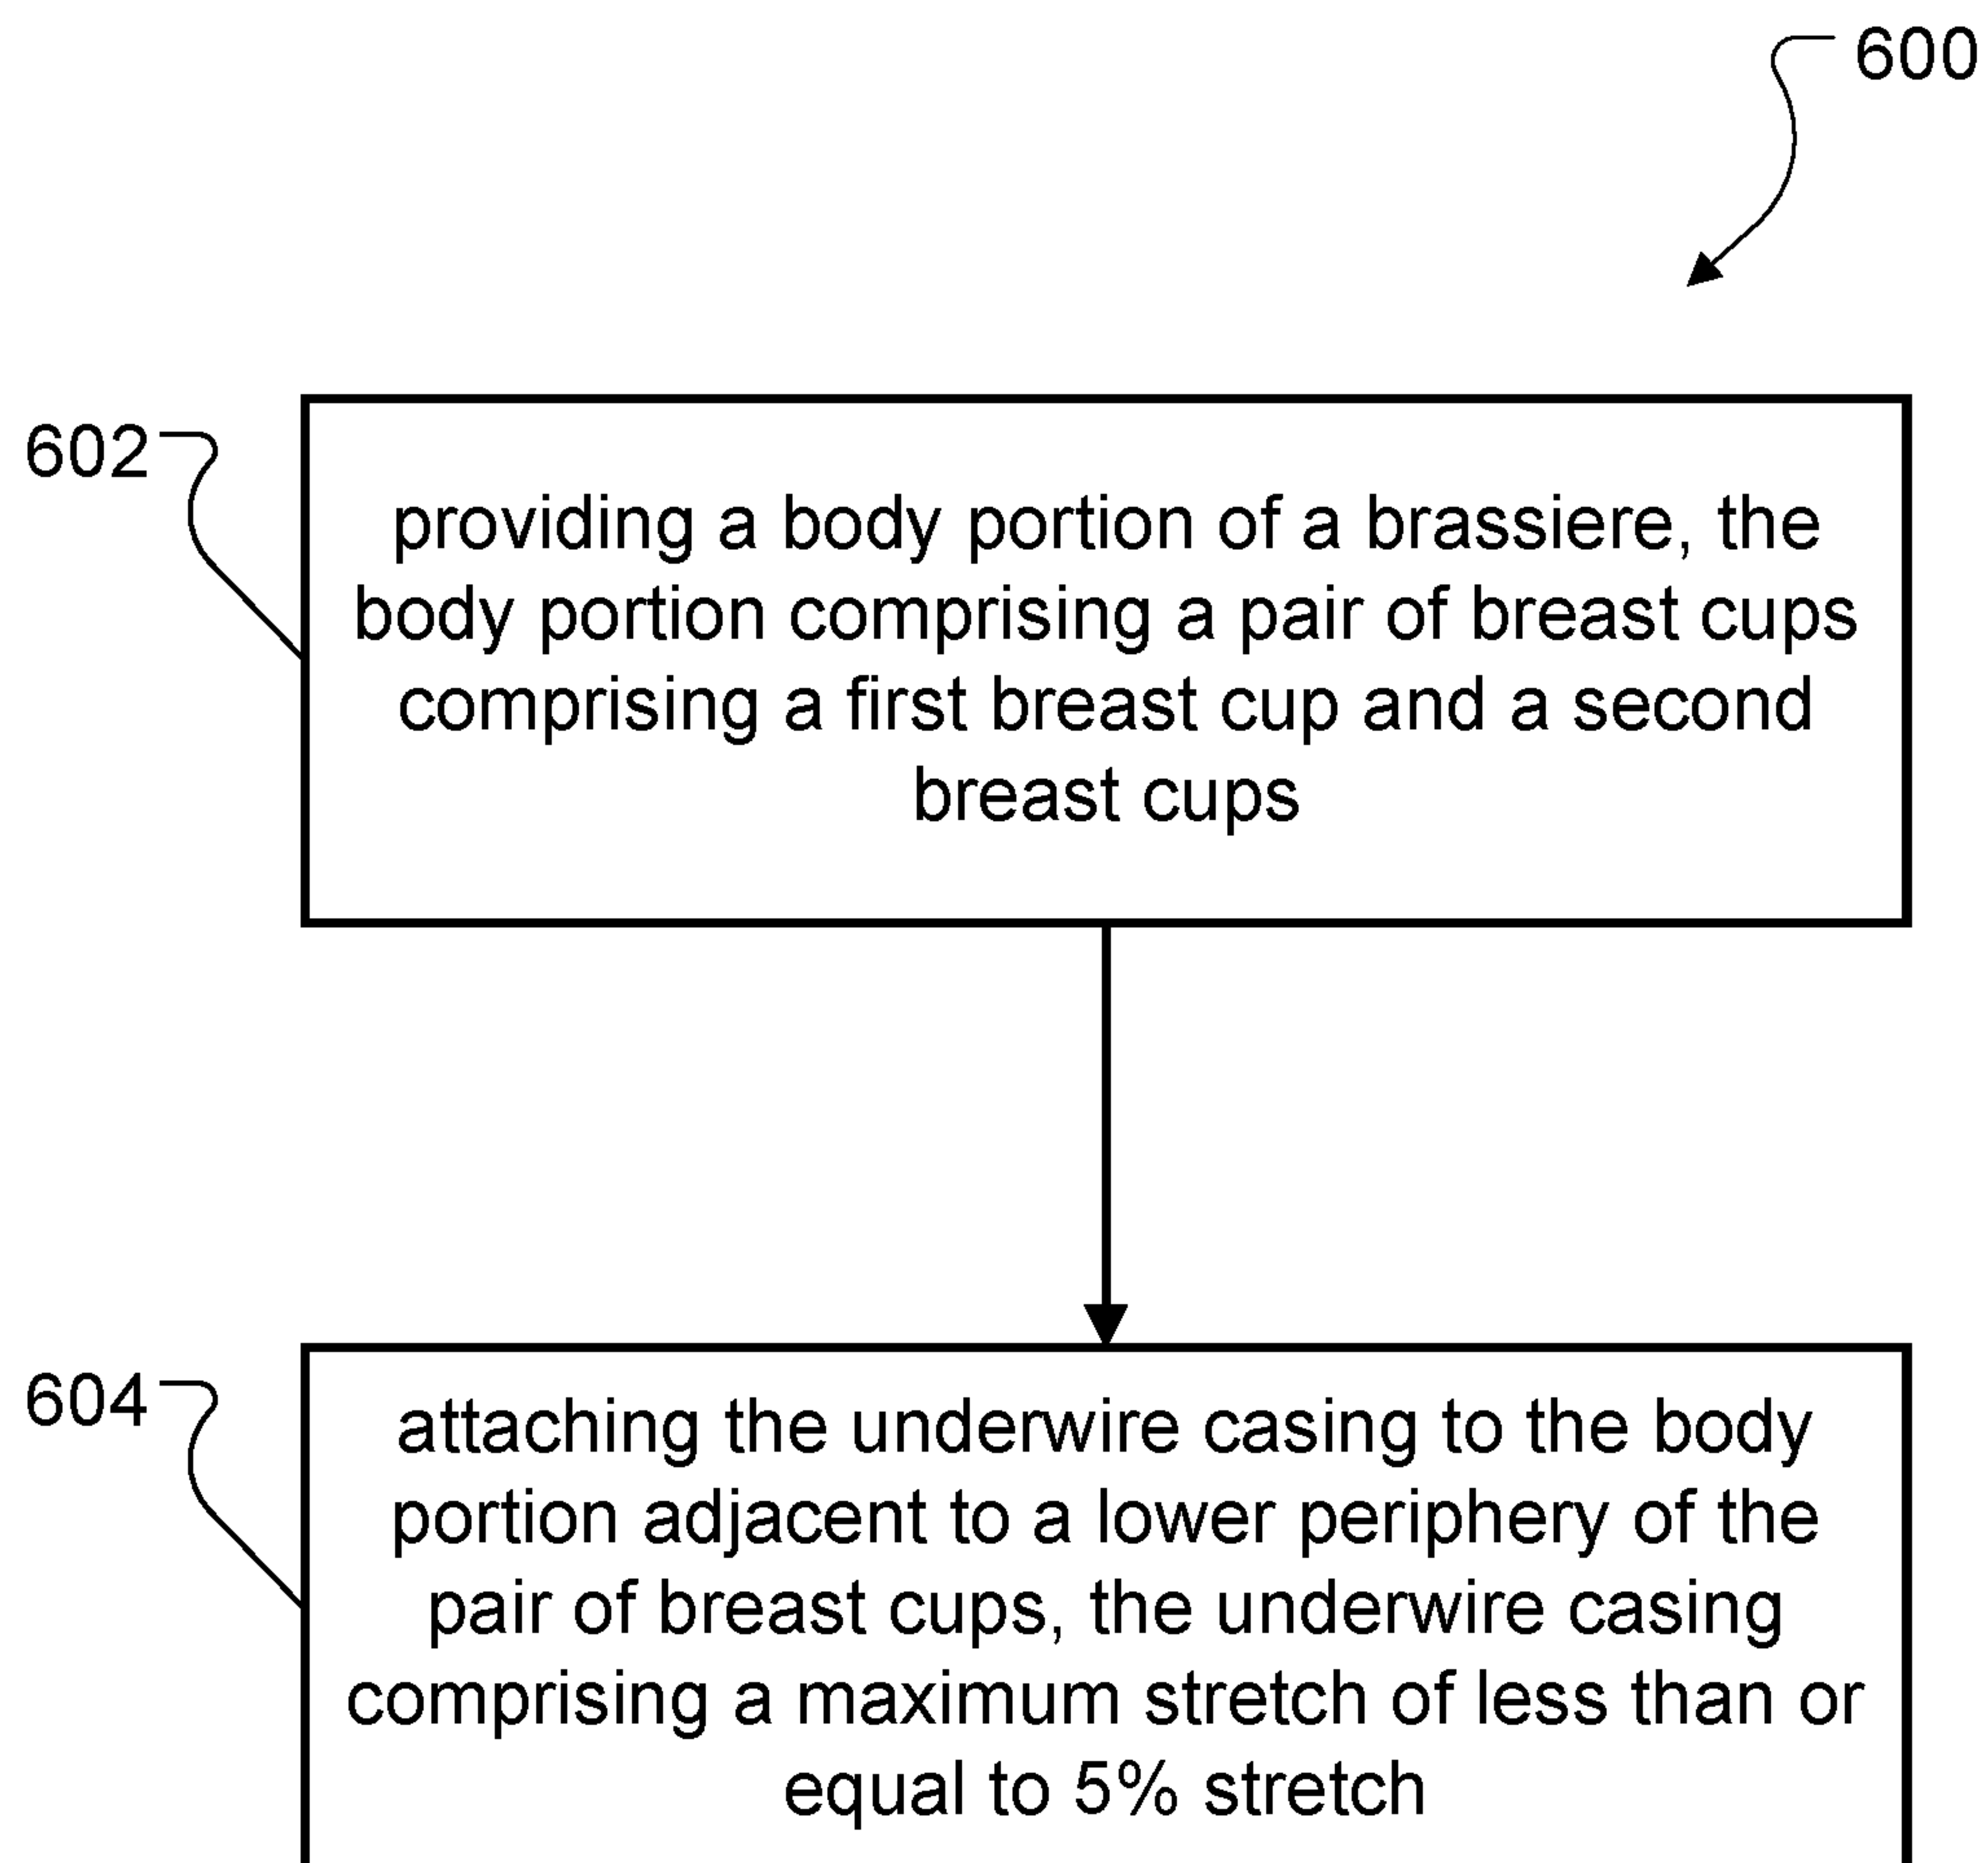 600
602
providing a body portion of a brassiere, the
body portion comprising a pair of breast cups
comprising a first breast cup and a second
breast cups
604
attaching the underwire casing to the body
portion adjacent to a lower periphery of the
pair of breast cups, the underwire casing
comprising a maximum stretch of less than or
equal to 5% stretch